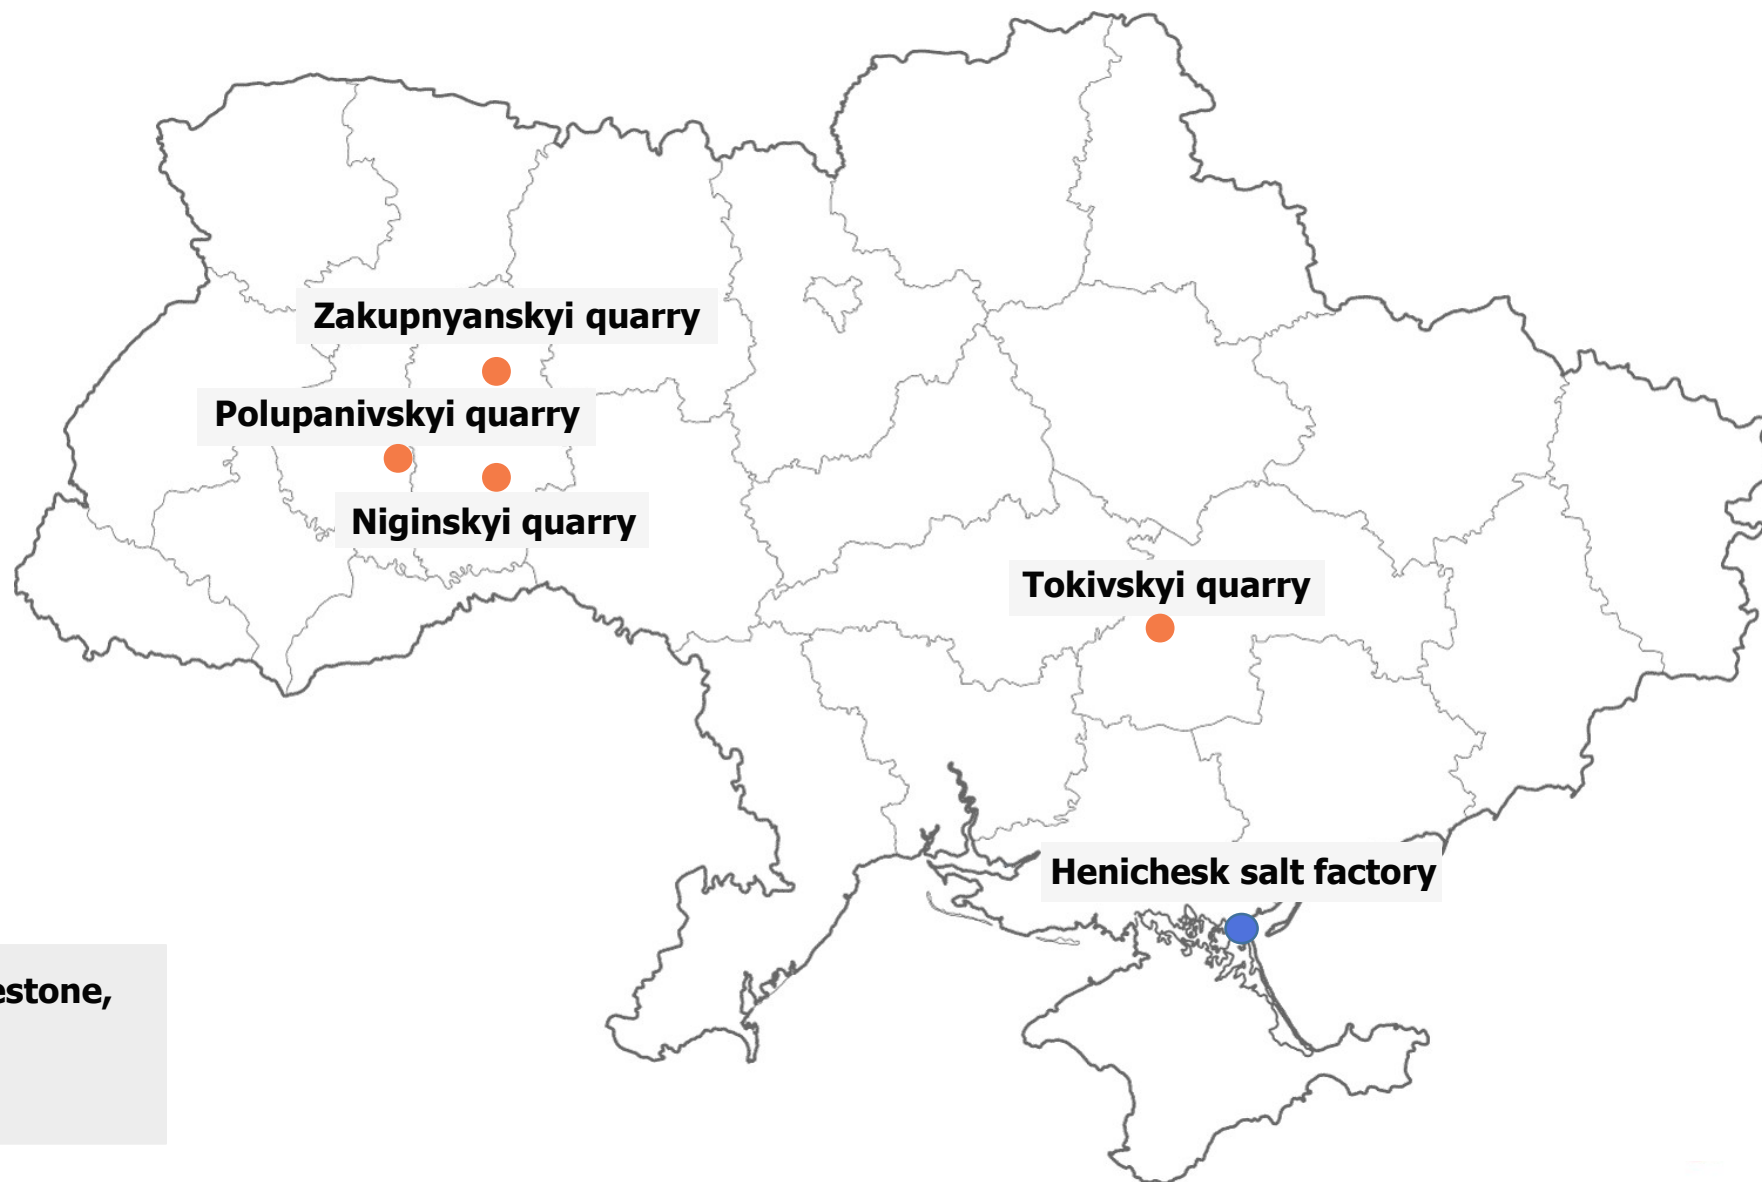 Zakupnyanskyi quarry
Polupanivskyi quarry
Niginskyi quarry
Tokivskyi quarry
Henichesk salt factory
estone,